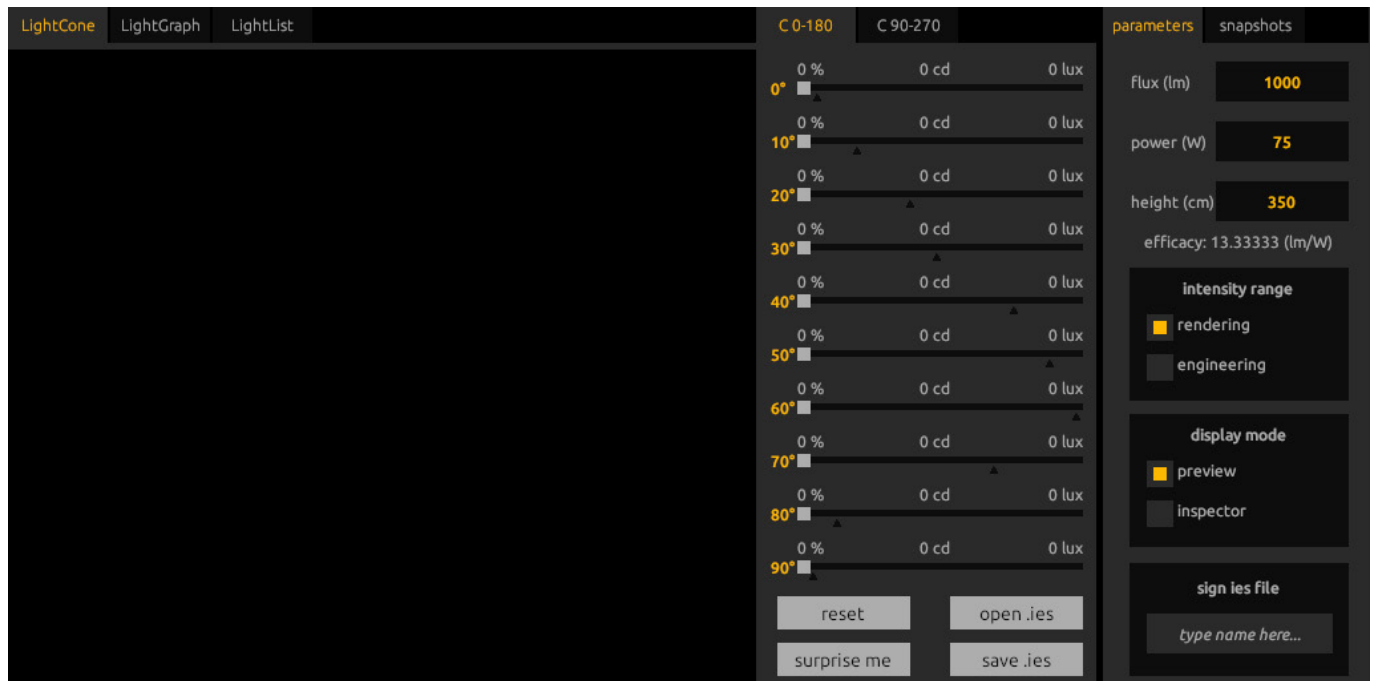 LightCone LightGraph LightList
C 0-180 C 90-270
0 % 0 cd 0 lux
0°
0 % 0 cd 0 lux
10°
0 % 0 cd 0 lux
20°
0 % 0 cd 0 lux
30°
0 % 0 cd 0 lux
40°
0 % 0 cd 0 lux
50°
0 % 0 cd 0 lux
60°
0 % 0 cd 0 lux
70°
0 % 0 cd 0 lux
80°
0 % 0 cd 0 lux
90°
reset open .ies
surprise me save .ies
parameters snapshots
flux (lm) 1000
power (W) 75
height (cm) 350
efficacy: 13.33333 (lm/W)
intensity range
rendering
engineering
display mode
preview
inspector
sign ies file
type name here...